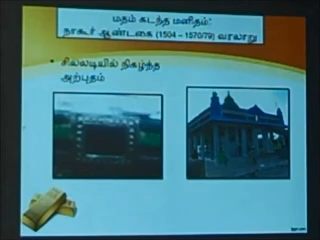 மதம் கடந்த மனிதம்:
நாகூர் ஆண்டகை (1504 – 1570/79) வரலாறு
• சில்லடியில் நிகழ்ந்த
அற்புதம்